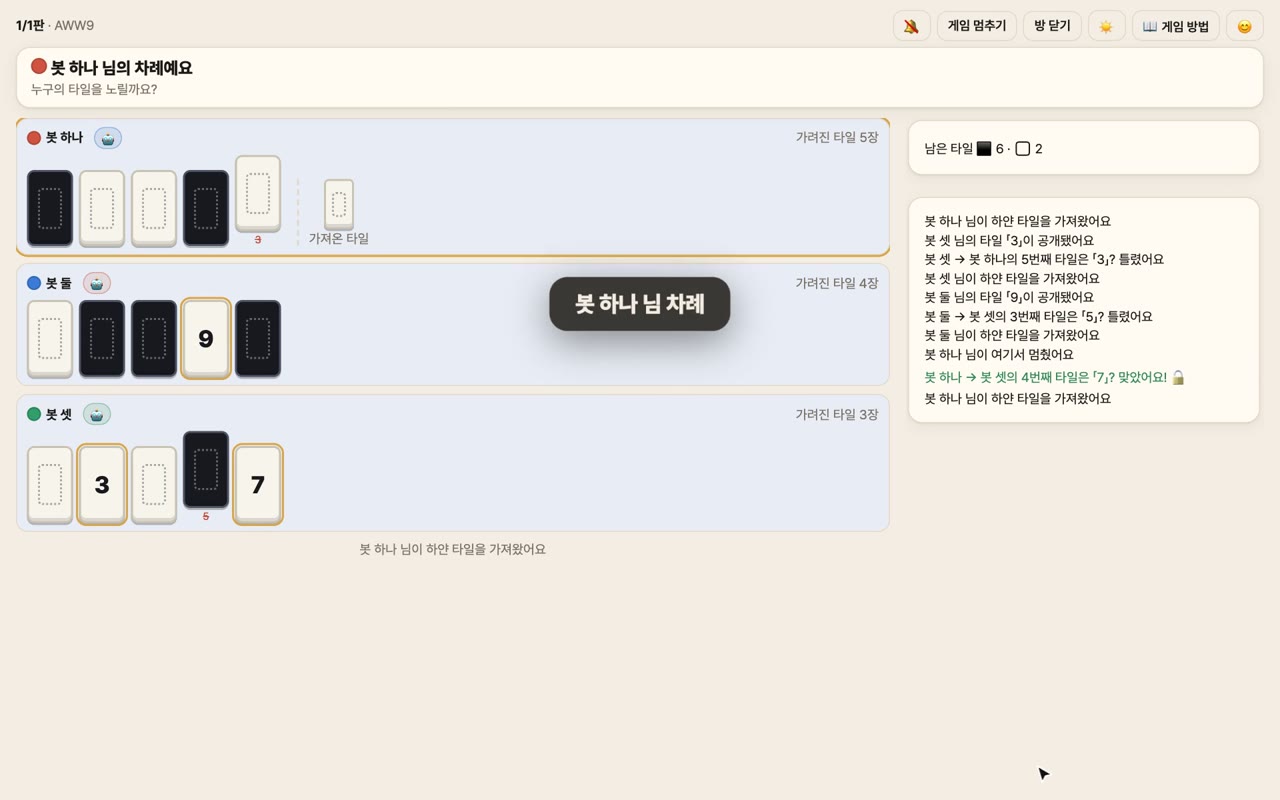 1/1판 · AWW9
게임 멈추기
방 닫기
📖 게임 방법
봇 하나 님의 차례예요
누구의 타일을 노릴까요?
봇 하나
가려진 타일 5장
3
가져온 타일
봇 둘
가려진 타일 4장
9
봇 하나 님 차례
봇 셋
가려진 타일 3장
3
5
7
봇 하나 님이 하얀 타일을 가져왔어요
남은 타일 ⬛ 6 · ⬜ 2
봇 하나 님이 하얀 타일을 가져왔어요
봇 셋 님의 타일 「3」이 공개됐어요
봇 셋 → 봇 하나의 5번째 타일은 「3」? 틀렸어요
봇 셋 님이 하얀 타일을 가져왔어요
봇 둘 님의 타일 「9」이 공개됐어요
봇 둘 → 봇 셋의 3번째 타일은 「5」? 틀렸어요
봇 둘 님이 하얀 타일을 가져왔어요
봇 하나 님이 여기서 멈췄어요
봇 하나 → 봇 셋의 4번째 타일은 「7」? 맞았어요! 🔓
봇 하나 님이 하얀 타일을 가져왔어요